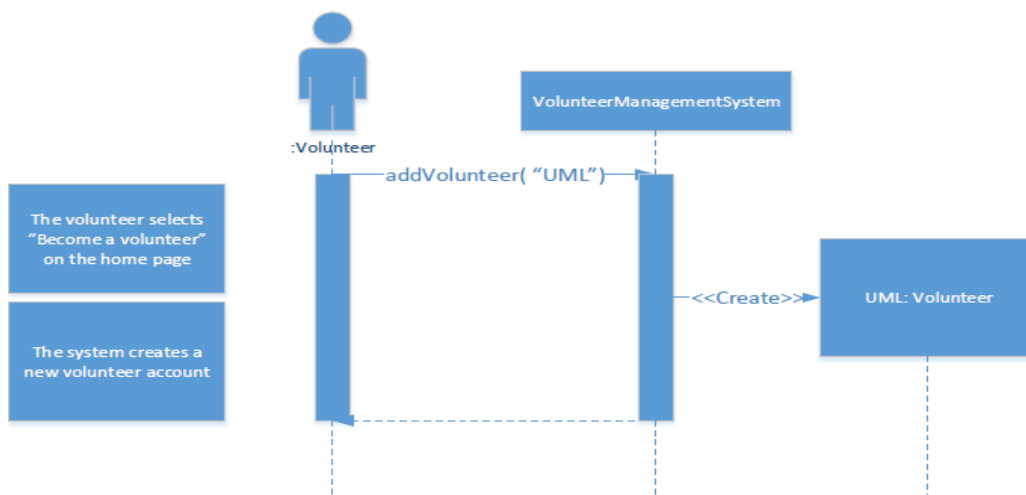 VolunteerManagementSystem
:Volunteer
addVolunteer( “UML”)
The volunteer selects
“Become a volunteer”
on the home page
<<Create>>
UML: Volunteer
The system creates a
new volunteer account